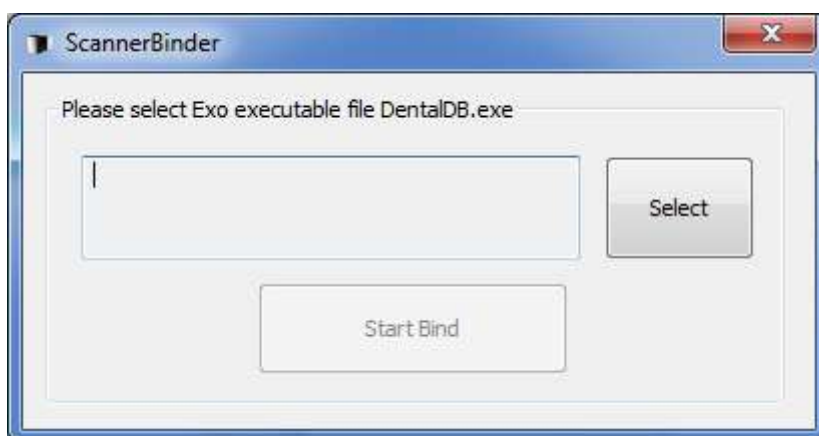 ScannerBinder
Please select Exo executable file DentalDB.exe
Select
Start Bind